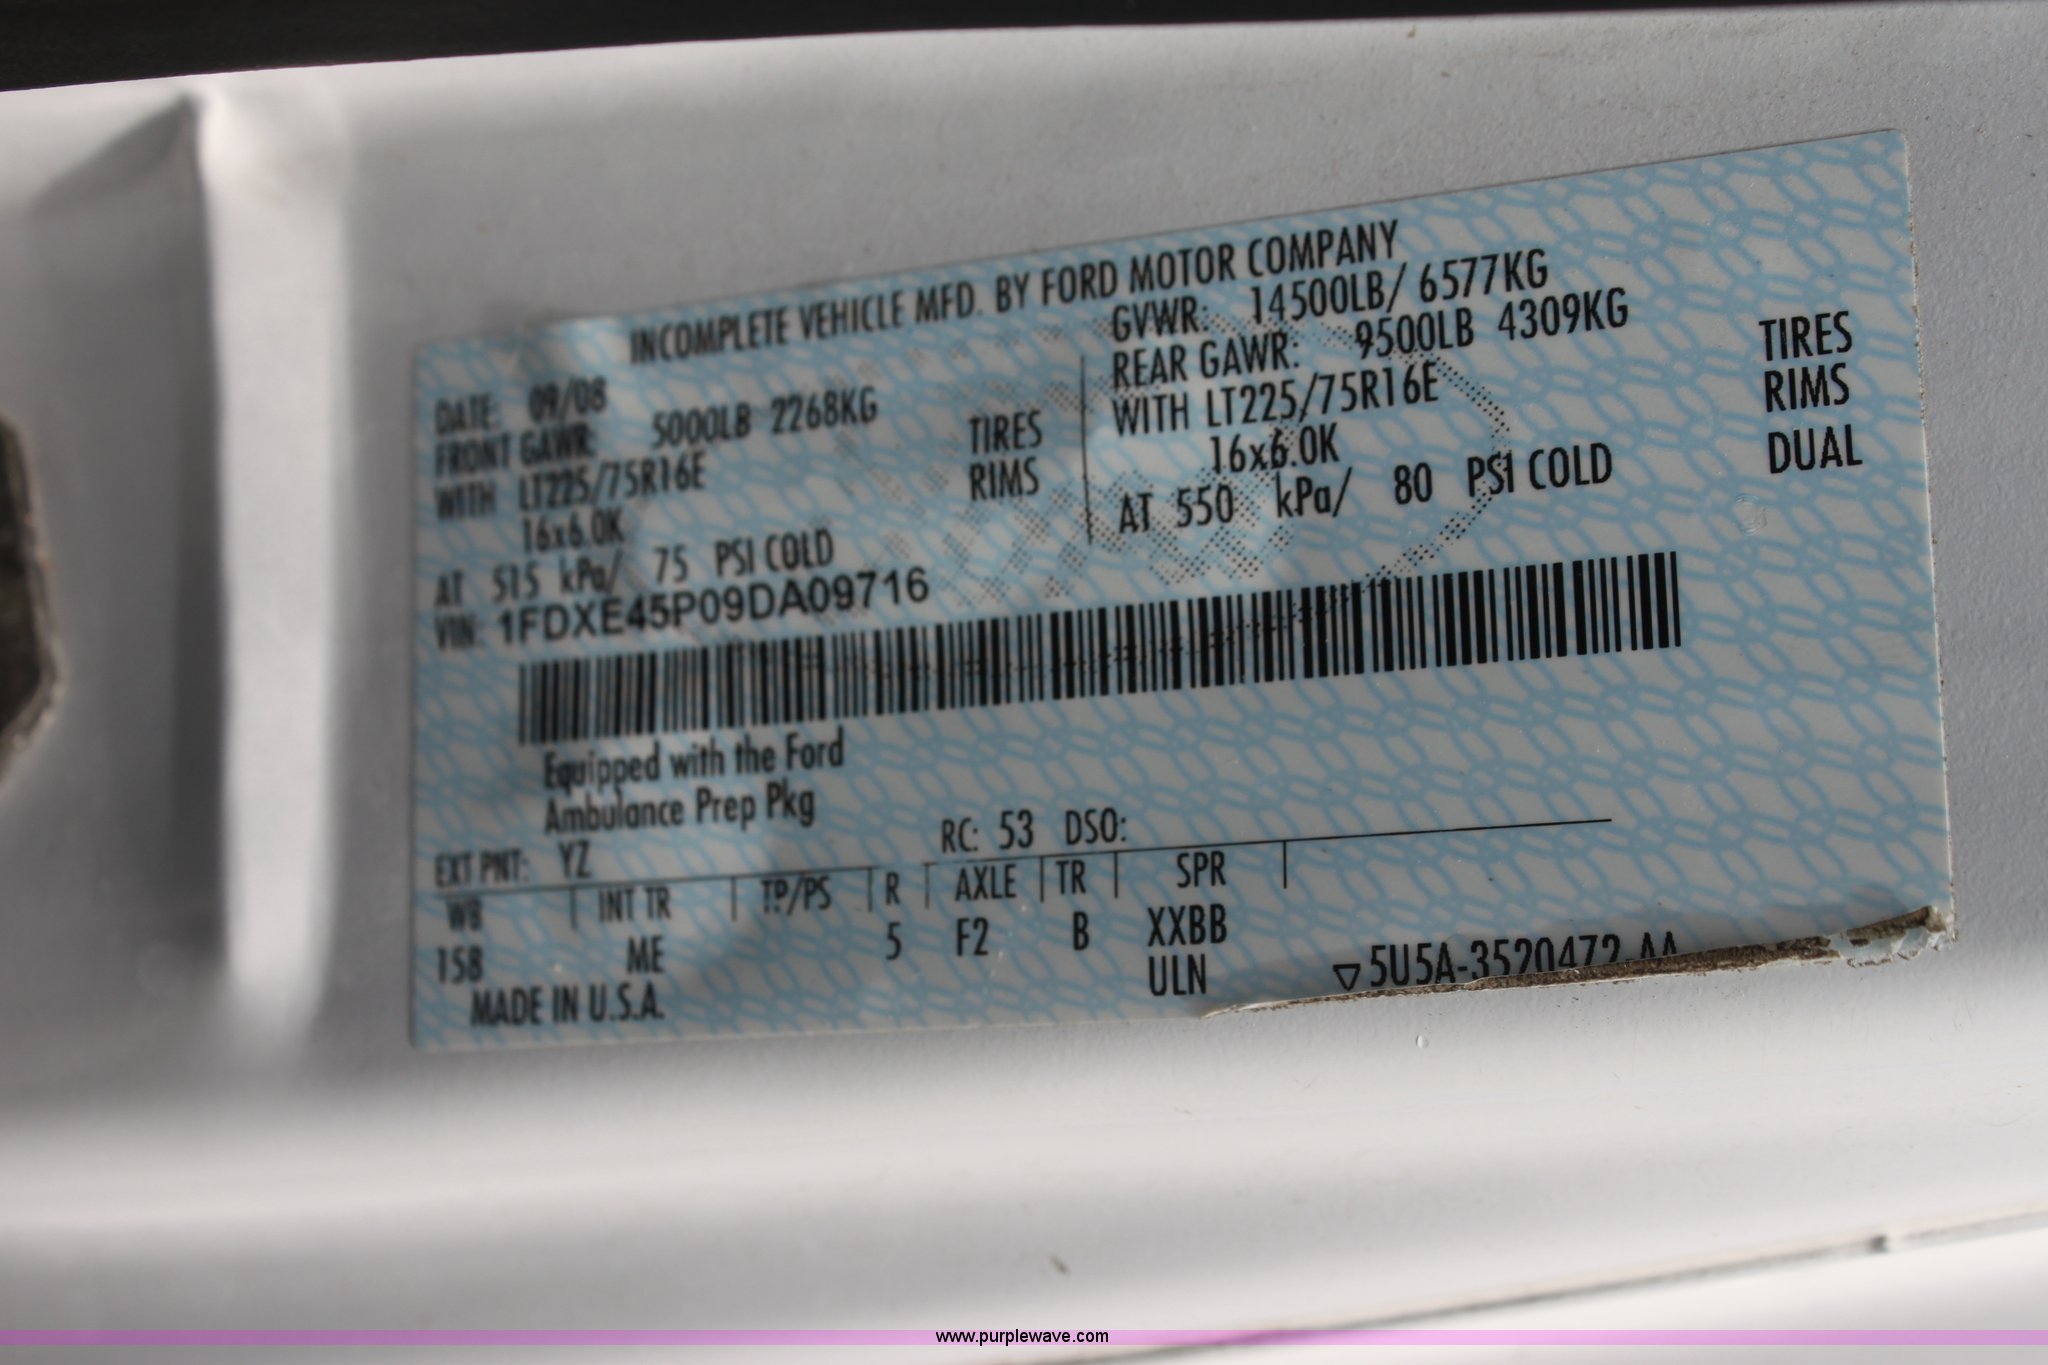 INCOMPLETE VEHICLE MFD. BY FORD MOTOR COMPANY
DATE: 09/08
GVWR: 14500LB/ 6577KG
FRONT GAWR: 5000LB 2268KG
REAR GAWR: 9500LB 4309KG
WITH LT225/75R16E TIRES
WITH LT225/75R16E TIRES
16x6.0K RIMS
16x6.0K RIMS
AT 515 kPa/ 75 PSI COLD
AT 550 kPa/ 80 PSI COLD DUAL
VIN: 1FDXE45P09DA09716
Equipped with the Ford
Ambulance Prep Pkg
EXT PNT: YZ RC: 53 DSO:
WB | INT TR | TP/PS | R | AXLE | TR | SPR |
158 ME 5 F2 B XXBB
ULN
MADE IN U.S.A.
▽5U5A-3520472-AA
www.purplewave.com